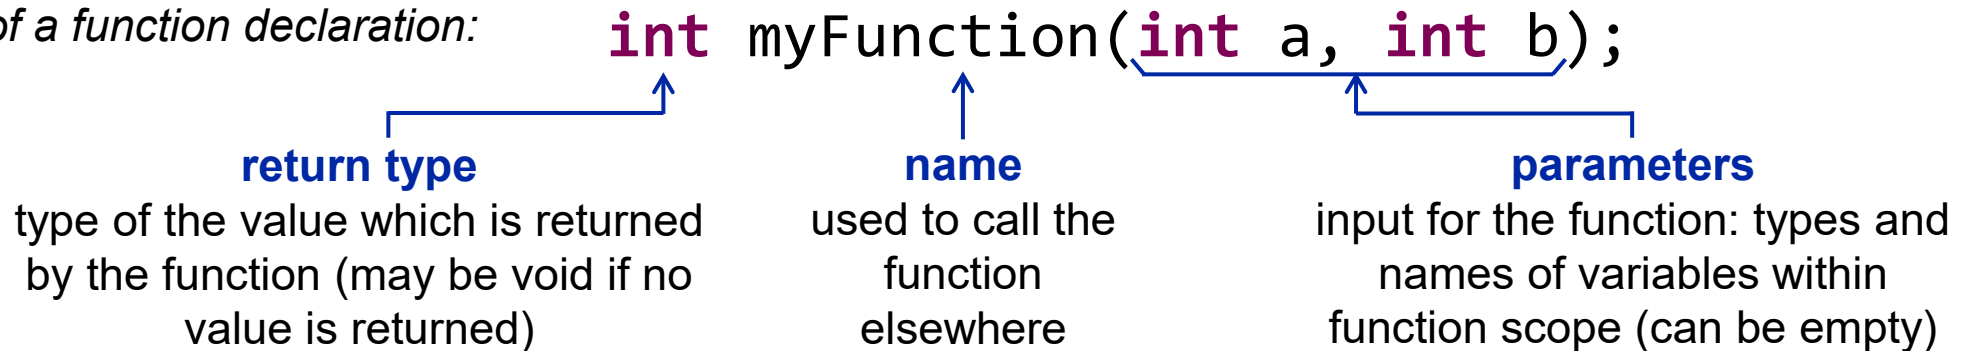 of a function declaration:
int myFunction(int a, int b);
return type
type of the value which is returned
by the function (may be void if no
value is returned)
name
used to call the
function
elsewhere
parameters
input for the function: types and
names of variables within
function scope (can be empty)